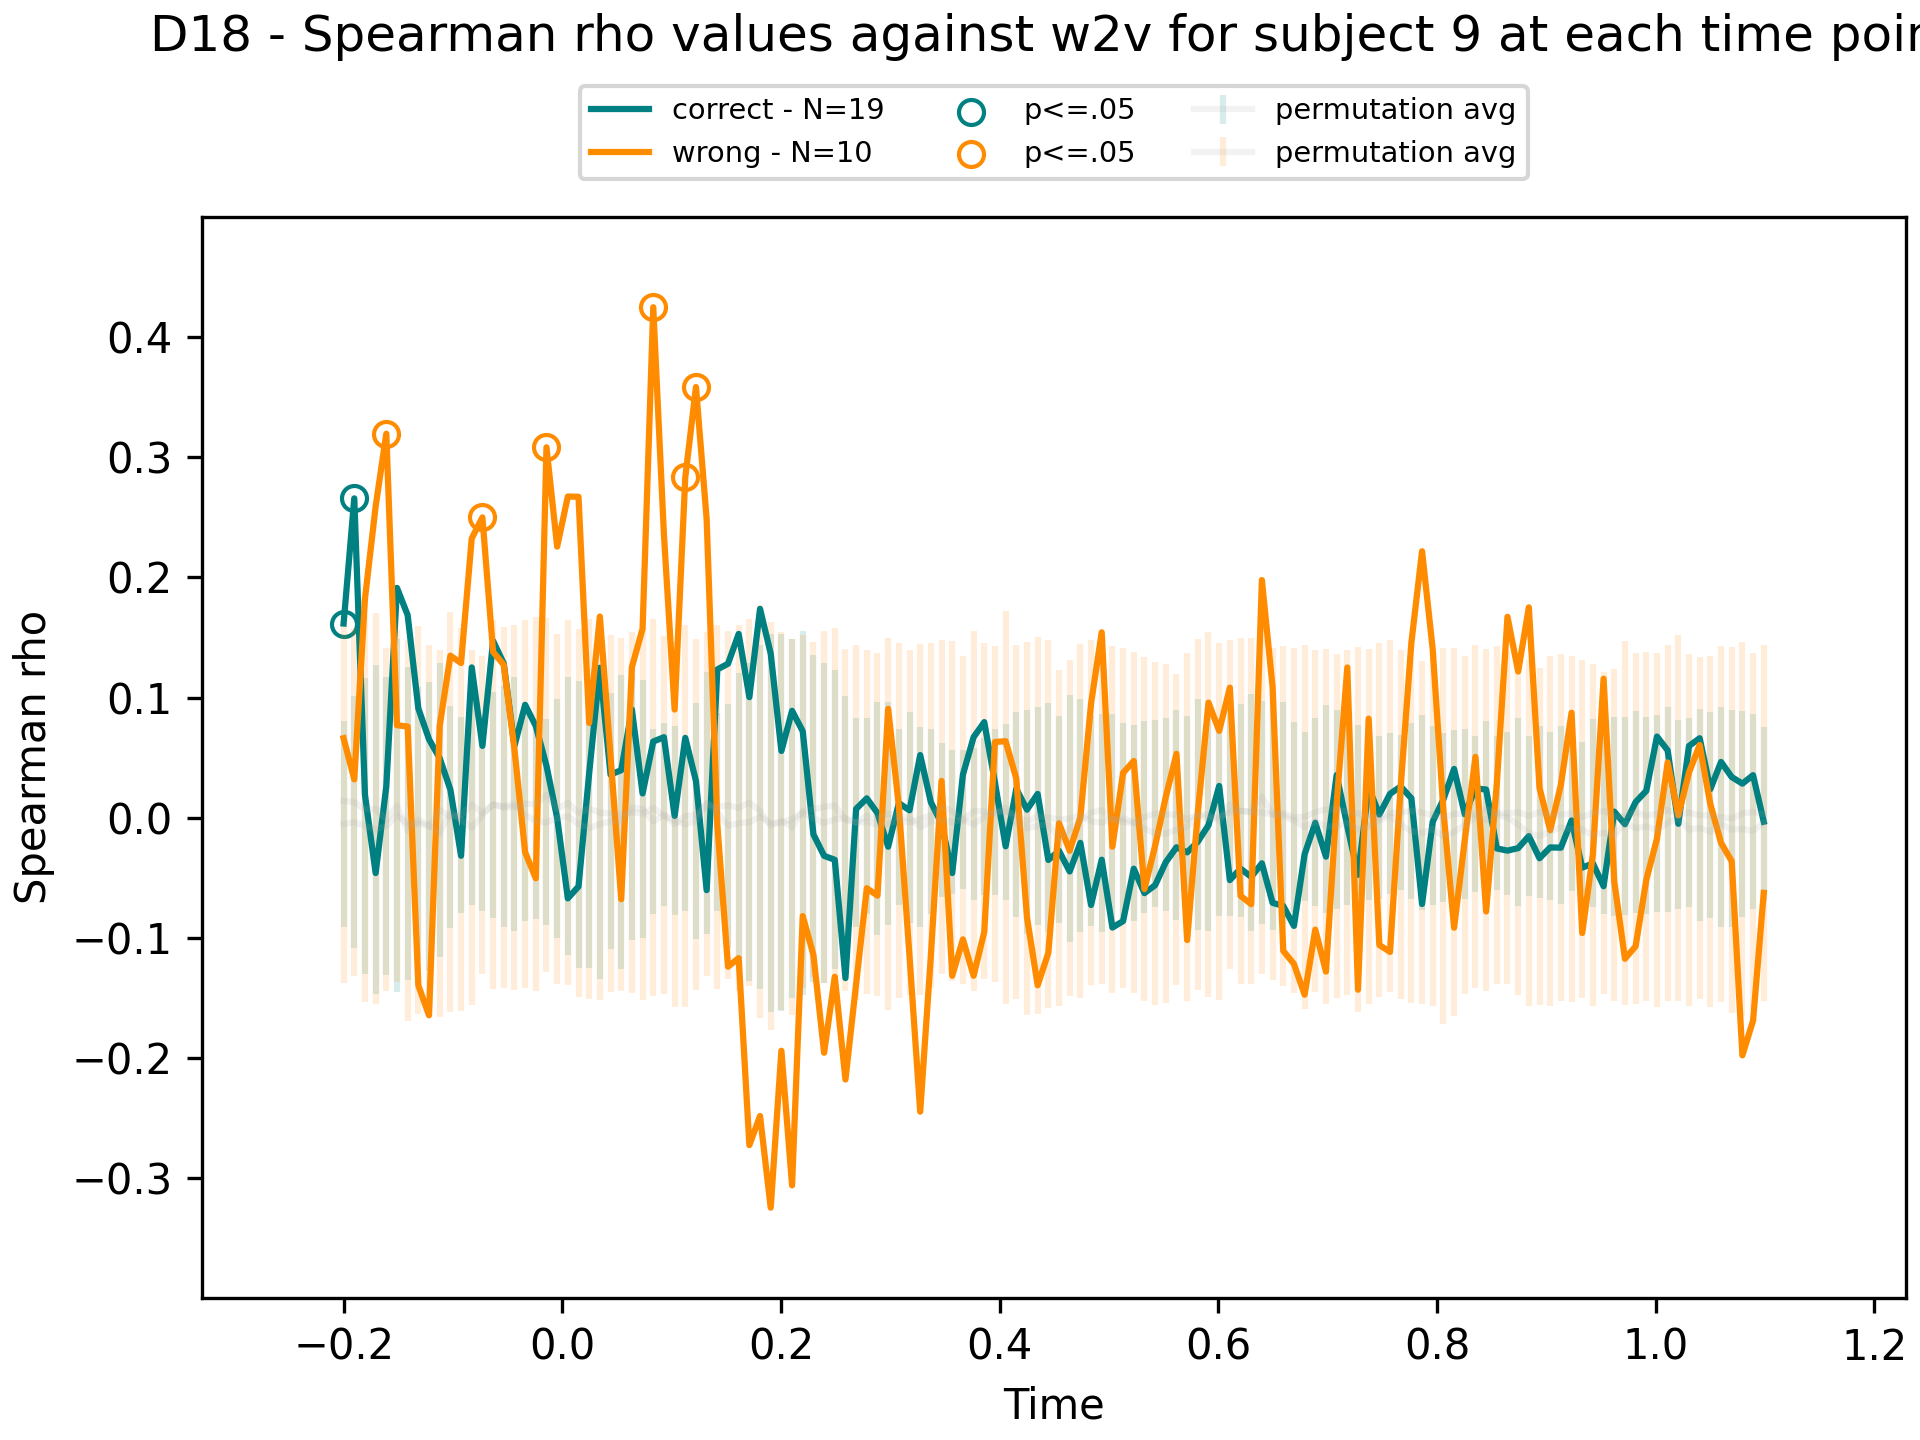 D18 - Spearman rho values against w2v for subject 9 at each time poin
correct - N=19
wrong - N=10
p<=.05
p<=.05
permutation avg
permutation avg
Spearman rho
0.4
0.3
0.2
0.1
0.0
−0.1
−0.2
−0.3
−0.2 0.0 0.2 0.4 0.6 0.8 1.0 1.2
Time